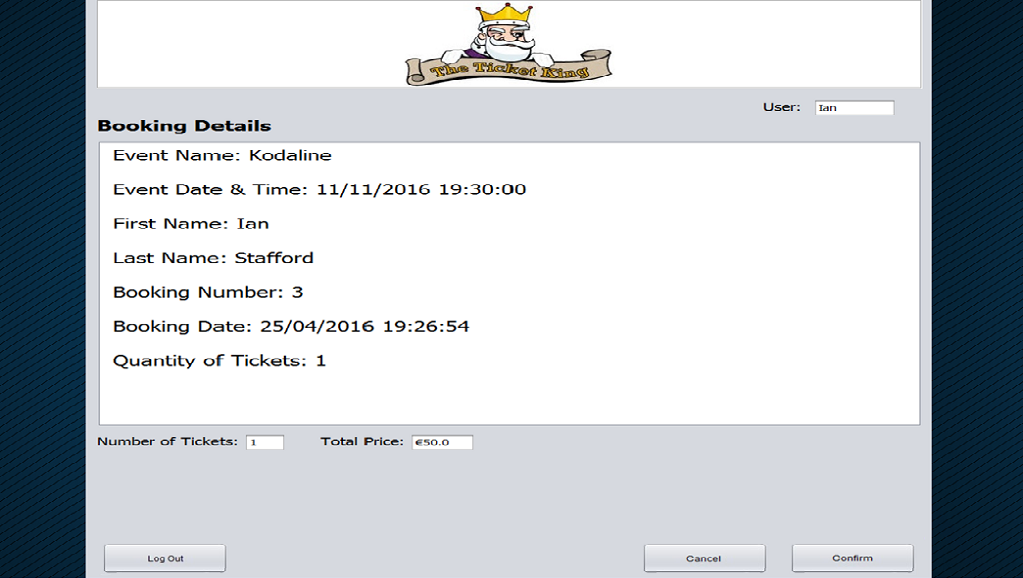 The Ticket King
User: Ian
Booking Details
Event Name: Kodaline
Event Date & Time: 11/11/2016 19:30:00
First Name: Ian
Last Name: Stafford
Booking Number: 3
Booking Date: 25/04/2016 19:26:54
Quantity of Tickets: 1
Number of Tickets: 1 Total Price: €50.0
Log Out Cancel Confirm